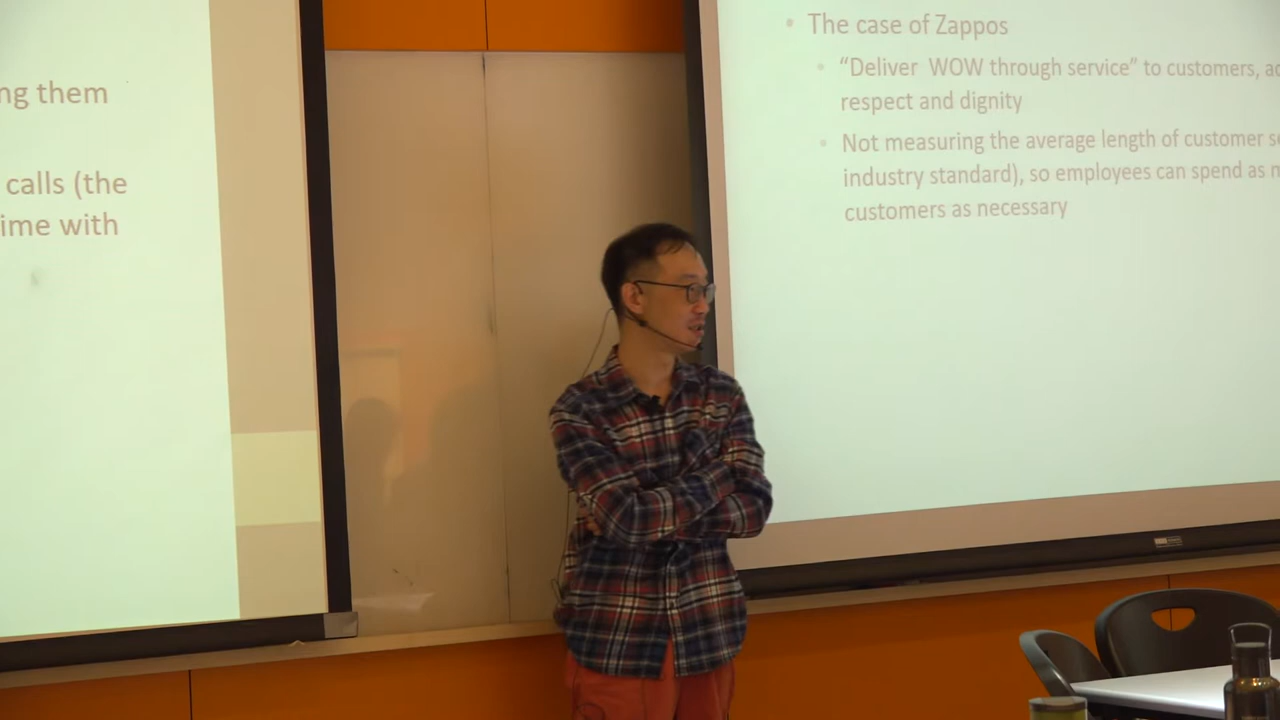 ng them
calls (the
ime with
The case of Zappos
“Deliver WOW through service” to customers,
respect and dignity
Not measuring the average length of customer
industry standard), so employees can spend as
customers as necessary